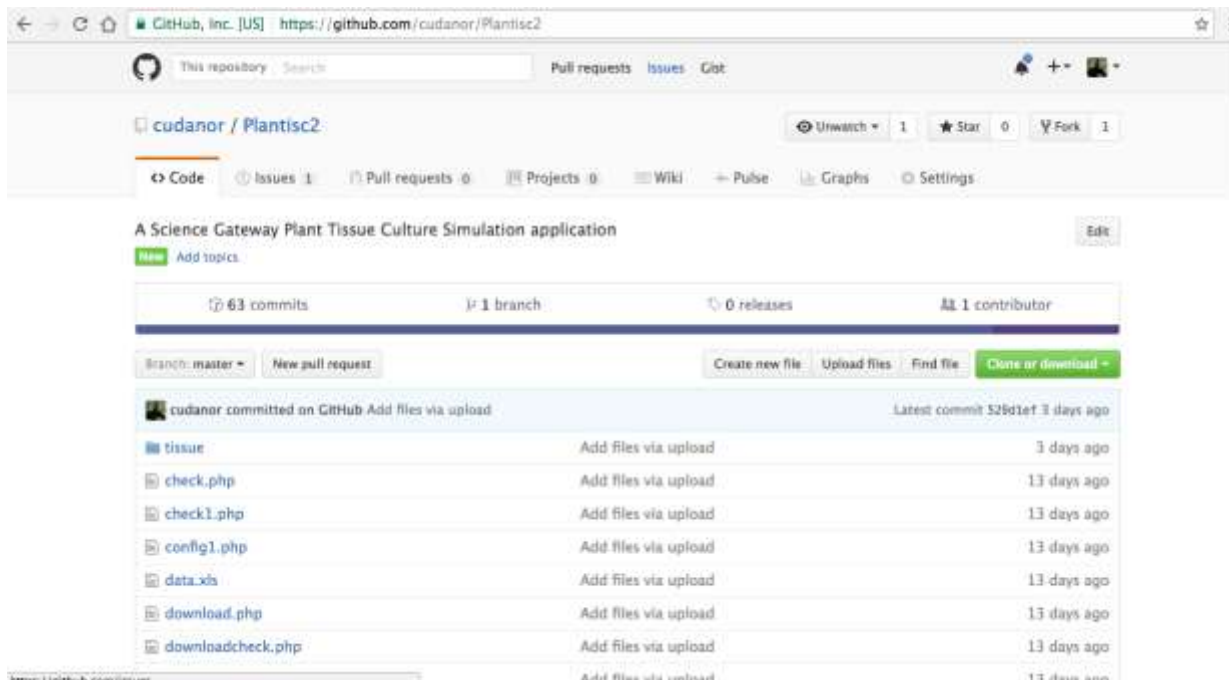 GitHub, Inc. [US] https://github.com/cudanor/Plantisc2
This repository Search Pull requests Issues Gist
cudanor / Plantisc2 Unwatch 1 Star 0 Fork 1
Code Issues 1 Pull requests 0 Projects 0 Wiki Pulse Graphs Settings
A Science Gateway Plant Tissue Culture Simulation application Edit
New Add topics
63 commits 1 branch 0 releases 1 contributor
Branch: master New pull request Create new file Upload files Find file Clone or download
cudanor committed on GitHub Add files via upload Latest commit 3 days ago
tissue Add files via upload 3 days ago
check.php Add files via upload 13 days ago
check1.php Add files via upload 13 days ago
config1.php Add files via upload 13 days ago
data.xls Add files via upload 13 days ago
download.php Add files via upload 13 days ago
downloadcheck.php Add files via upload 13 days ago
Add files via upload 13 days ago